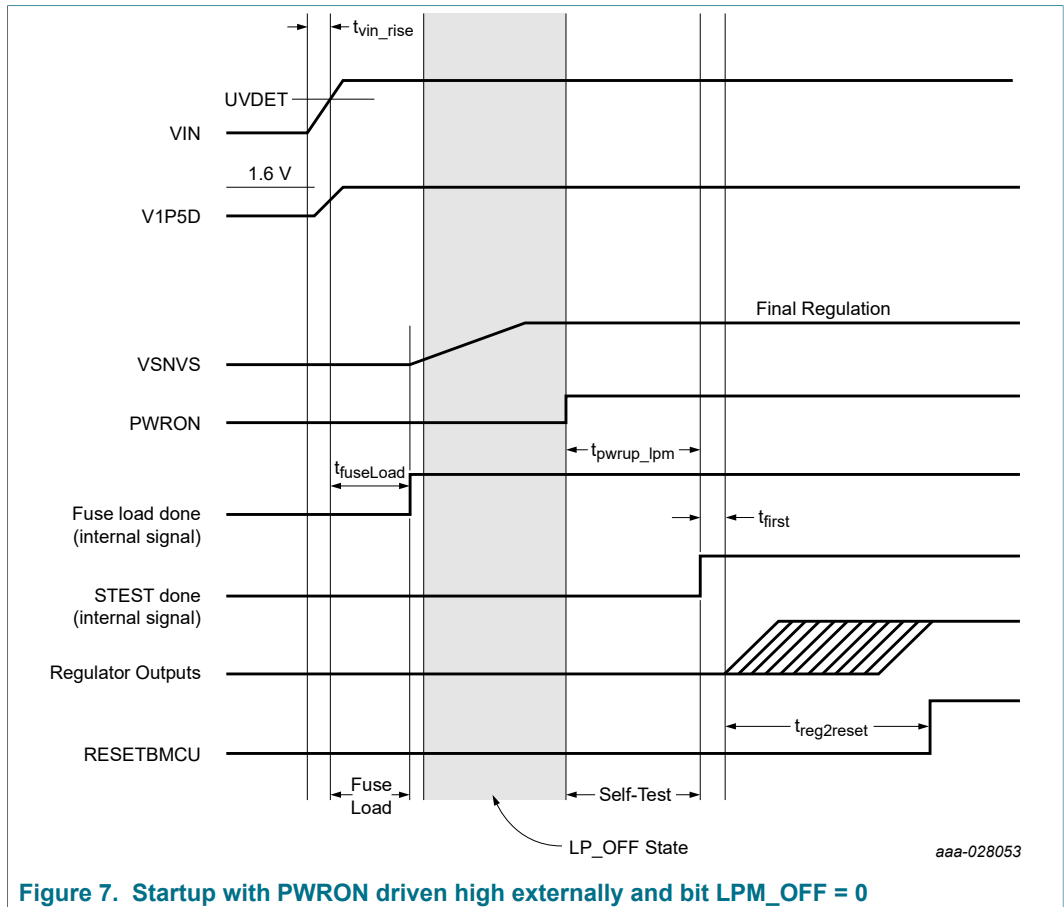 tvin_rise
UVDET
VIN
1.6 V
V1P5D
Final Regulation
VSNVS
PWRON
tpwrup_lpm
tfuseLoad
Fuse load done
(internal signal)
tfirst
STEST done
(internal signal)
Regulator Outputs
treg2reset
RESETBMCU
Fuse
Load
Self-Test
LP_OFF State
aaa-028053
Figure 7. Startup with PWRON driven high externally and bit LPM_OFF = 0